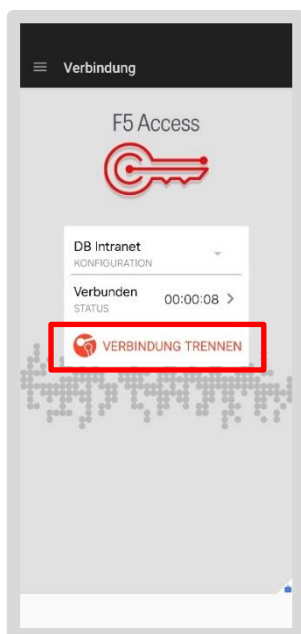 Verbindung
F5 Access
DB Intranet
KONFIGURATION
Verbunden
STATUS
00:00:08
VERBINDUNG TRENNEN